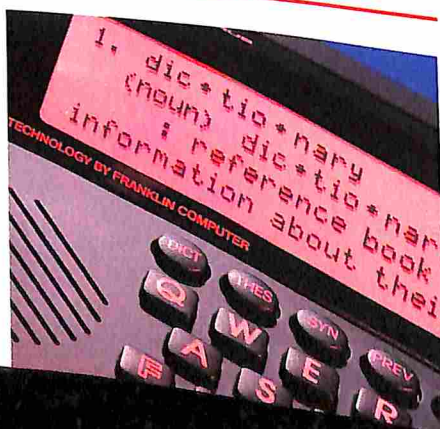 1. dic*tio*nary
(noun) dic*tio*nar
: reference book
information about thei
TECHNOLOGY BY FRANKLIN COMPUTER
DICT THES SYN PREV
Q W E R
A S